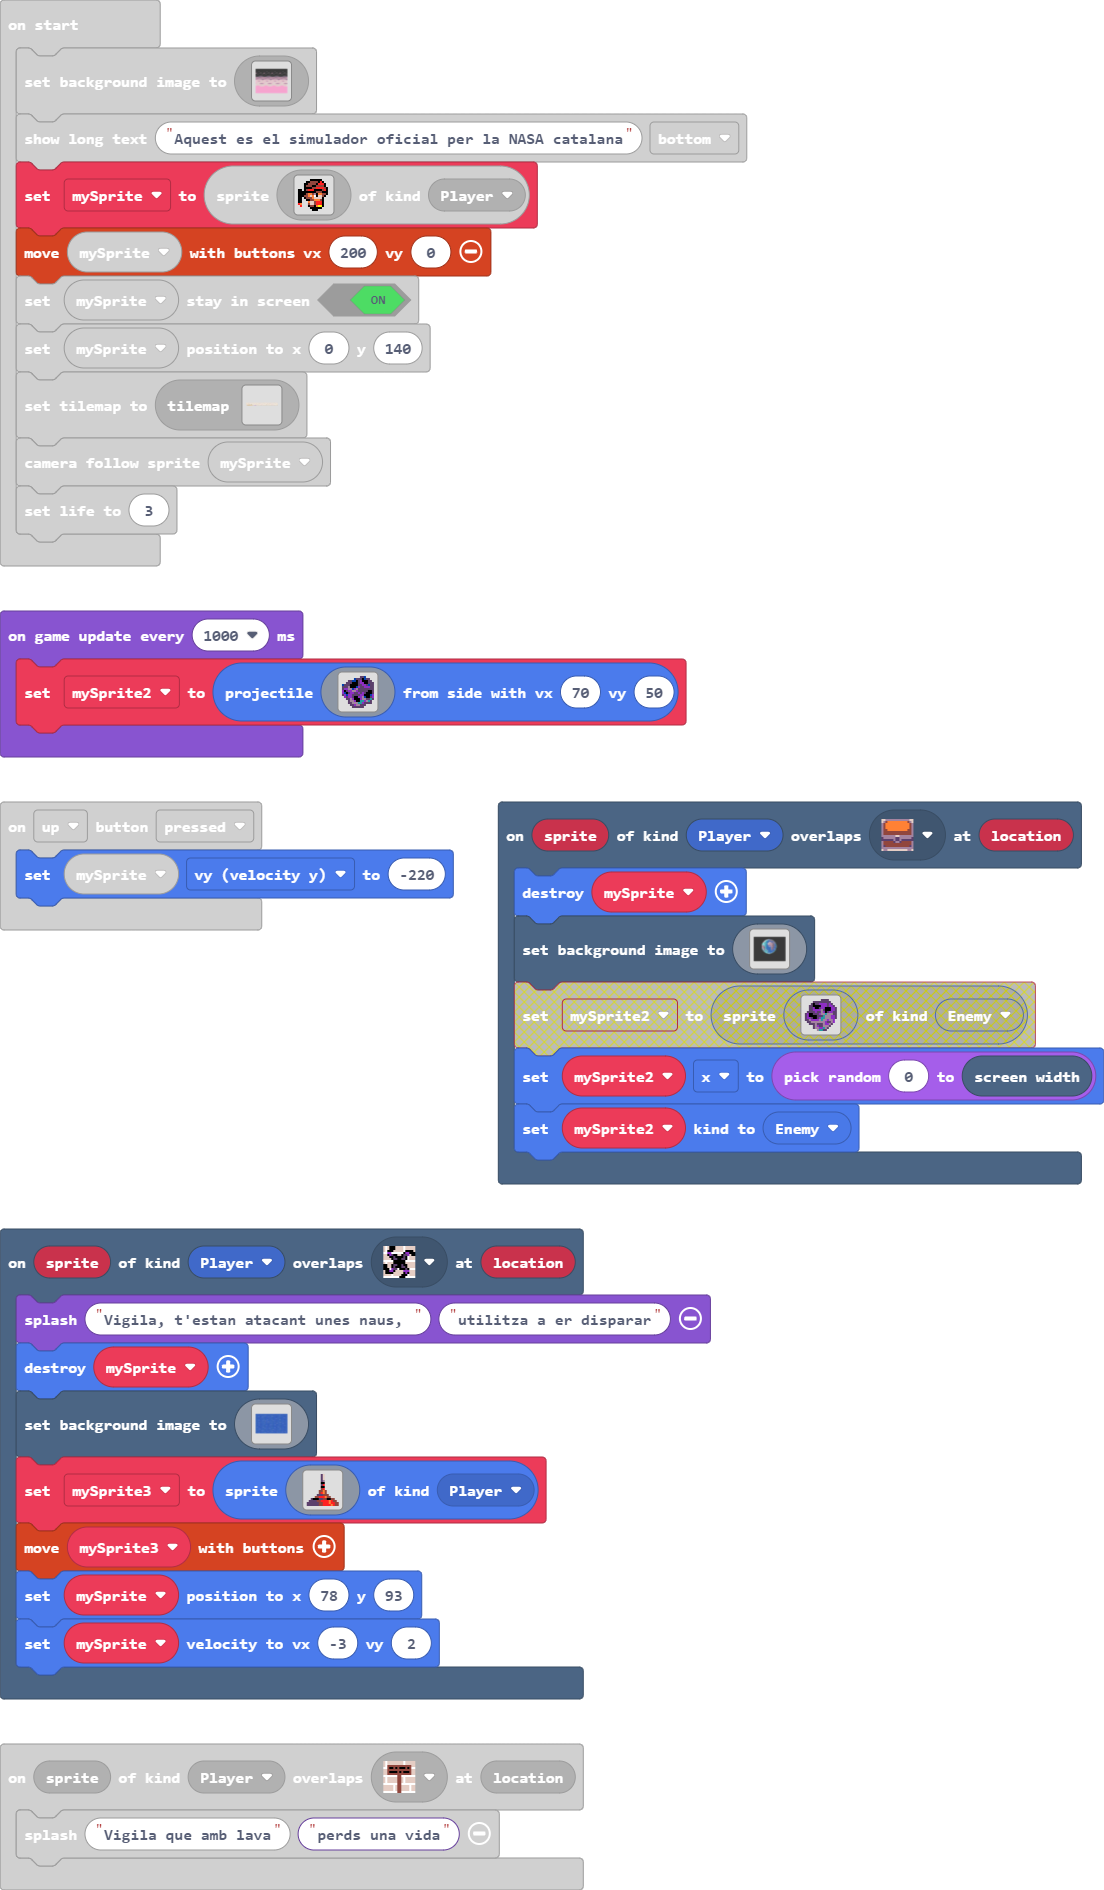 on start
set background image to
show long text "Aquest es el simulador oficial per la NASA catalana" bottom
set mySprite to sprite of kind Player
move mySprite with buttons vx 200 vy 0
set mySprite stay in screen ON
set mySprite position to x 0 y 140
set tilemap to tilemap
camera follow sprite mySprite
set life to 3
on game update every 1000 ms
set mySprite2 to projectile from side with vx 70 vy 50
on up button pressed
set mySprite vy (velocity y) to -220
on sprite of kind Player overlaps at location
destroy mySprite
set background image to
set mySprite2 to sprite of kind Enemy
set mySprite2 x to pick random 0 to screen width
set mySprite2 kind to Enemy
on sprite of kind Player overlaps at location
splash "Vigila, t'estan atacant unes naus, " "utilitza a er disparar"
destroy mySprite
set background image to
set mySprite3 to sprite of kind Player
move mySprite3 with buttons
set mySprite position to x 78 y 93
set mySprite velocity to vx -3 vy 2
on sprite of kind Player overlaps at location
splash "Vigila que amb lava" "perds una vida"